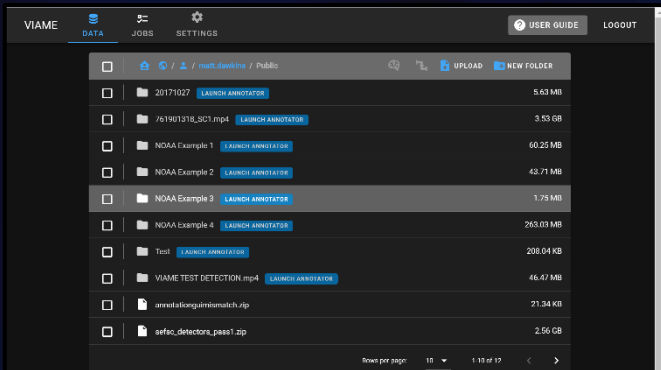 VIAME DATA JOBS SETTINGS USER GUIDE LOGOUT
/ / matt.dawkins / Public UPLOAD NEW FOLDER
20171027 LAUNCH ANNOTATOR 5.63 MB
761901318_SC1.mp4 LAUNCH ANNOTATOR 3.53 GB
NOAA Example 1 LAUNCH ANNOTATOR 60.25 MB
NOAA Example 2 LAUNCH ANNOTATOR 43.71 MB
NOAA Example 3 LAUNCH ANNOTATOR 1.75 MB
NOAA Example 4 LAUNCH ANNOTATOR 263.03 MB
Test LAUNCH ANNOTATOR 208.04 KB
VIAME TEST DETECTION.mp4 LAUNCH ANNOTATOR 46.47 MB
annotationguimismatch.zip 21.34 KB
sefsc_detectors_pass1.zip 2.56 GB
Rows per page: 10 1-10 of 12